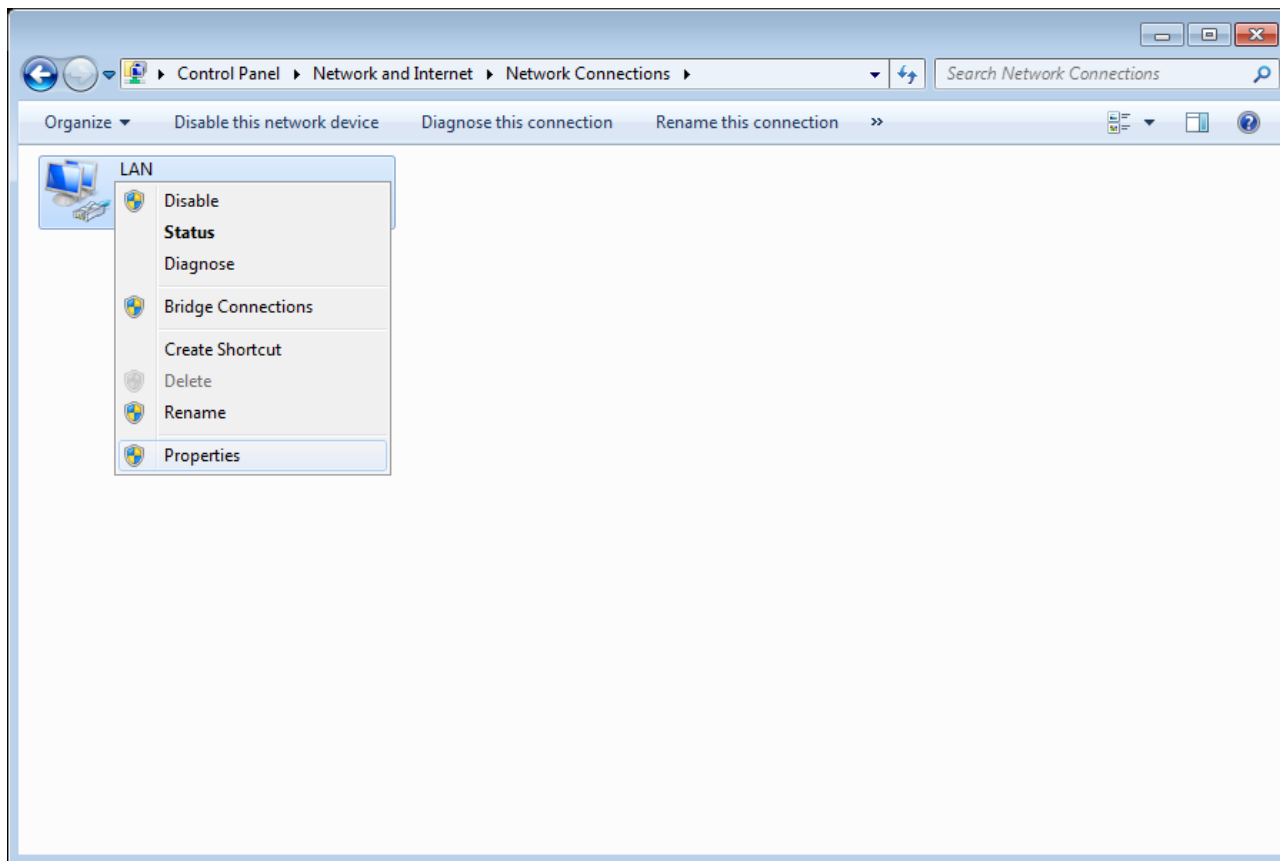 Control Panel Network and Internet Network Connections Search Network Connections
Organize Disable this network device Diagnose this connection Rename this connection »
LAN
Disable
Status
Diagnose
Bridge Connections
Create Shortcut
Delete
Rename
Properties